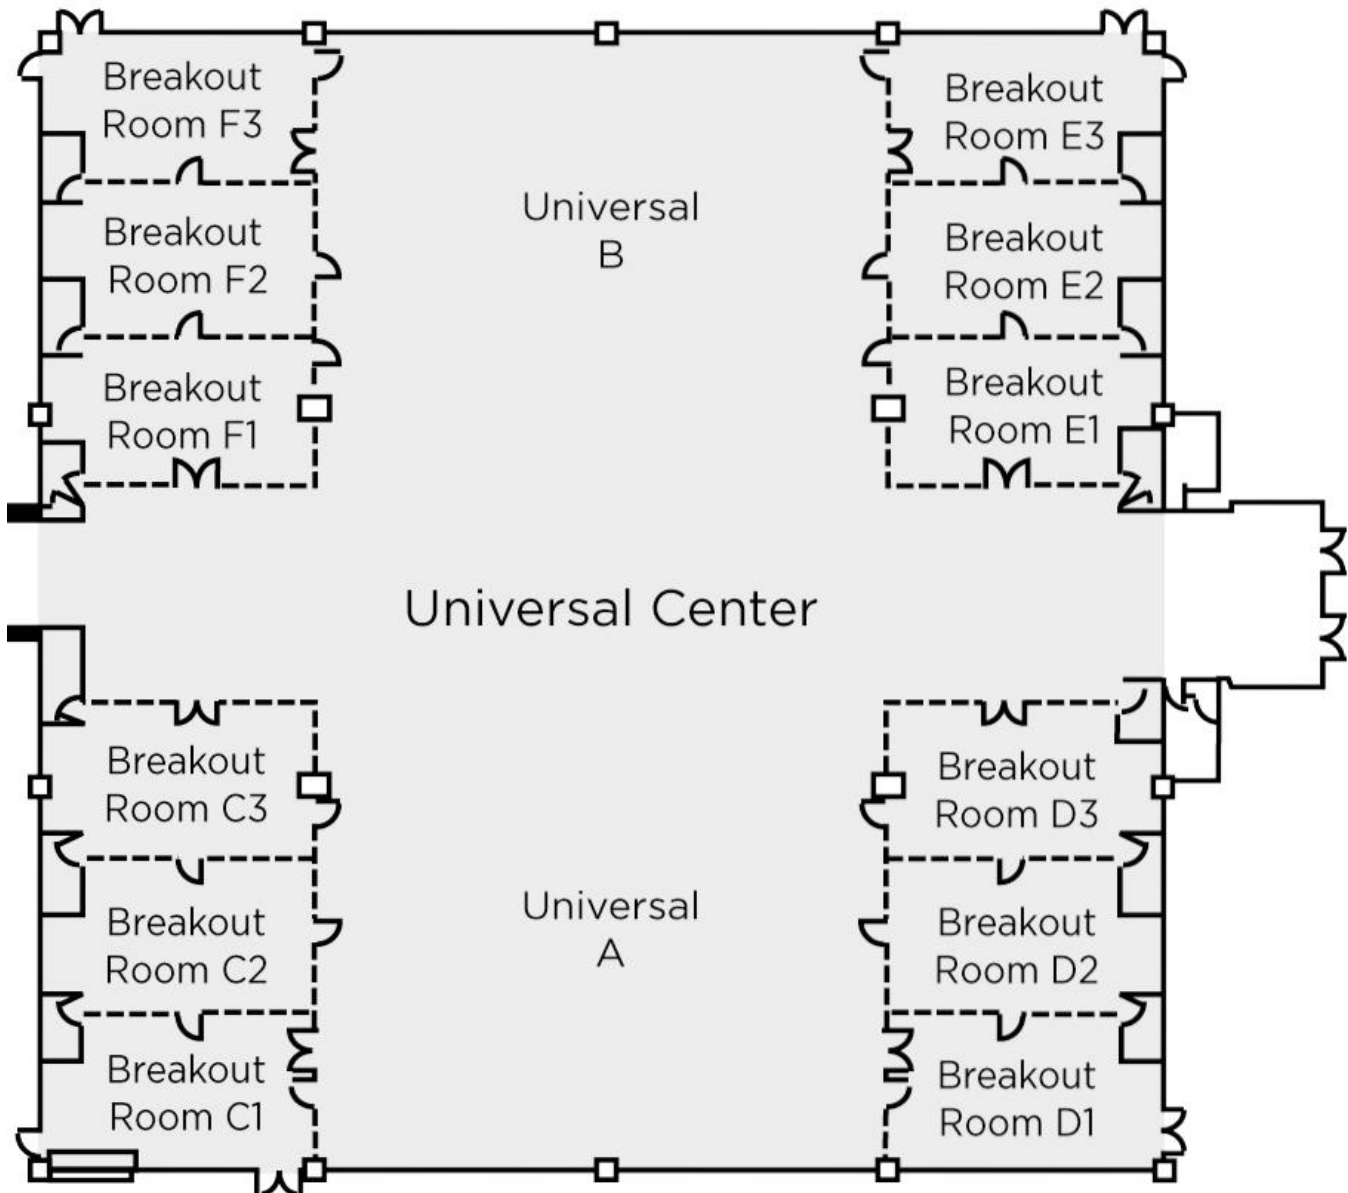 Breakout
Room F3
Breakout
Room E3
Universal
B
Breakout
Room F2
Breakout
Room E2
Breakout
Room F1
Breakout
Room E1
Universal Center
Breakout
Room C3
Breakout
Room D3
Universal
A
Breakout
Room C2
Breakout
Room D2
Breakout
Room C1
Breakout
Room D1